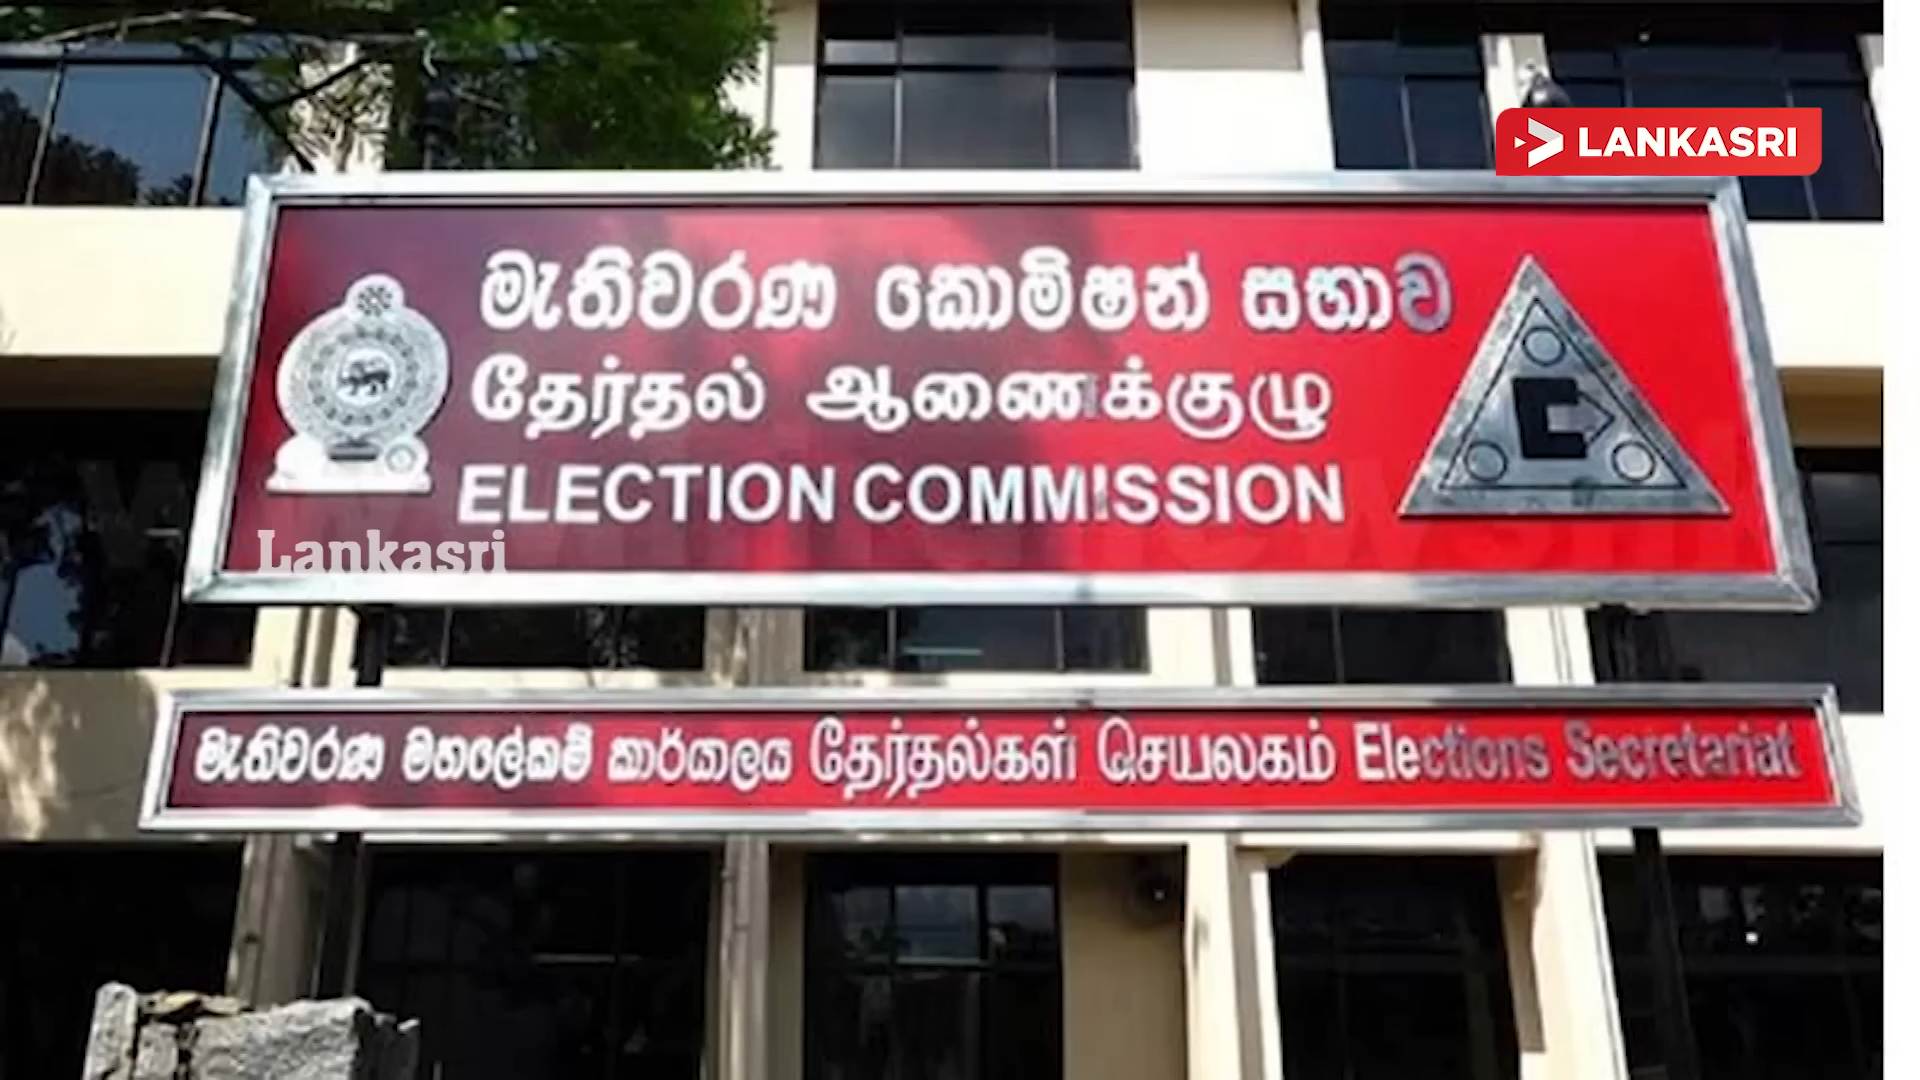 LANKASRI
මැතිවරණ කොමිෂන් සභාව
தேர்தல் ஆணைக்குழு
ELECTION COMMISSION
Lankasri
මැතිවරණ මහලේකම් කාර්යාලය தேர்தல்கள் செயலகம் Elections Secretariat